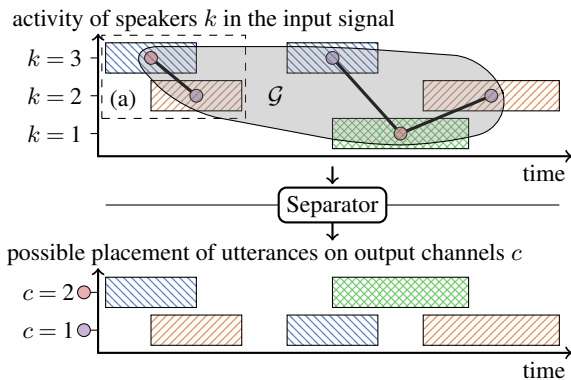 activity of speakers k in the input signal
k = 3
(a)
k = 2
𝒢
k = 1
time
Separator
possible placement of utterances on output channels c
c = 2
c = 1
time